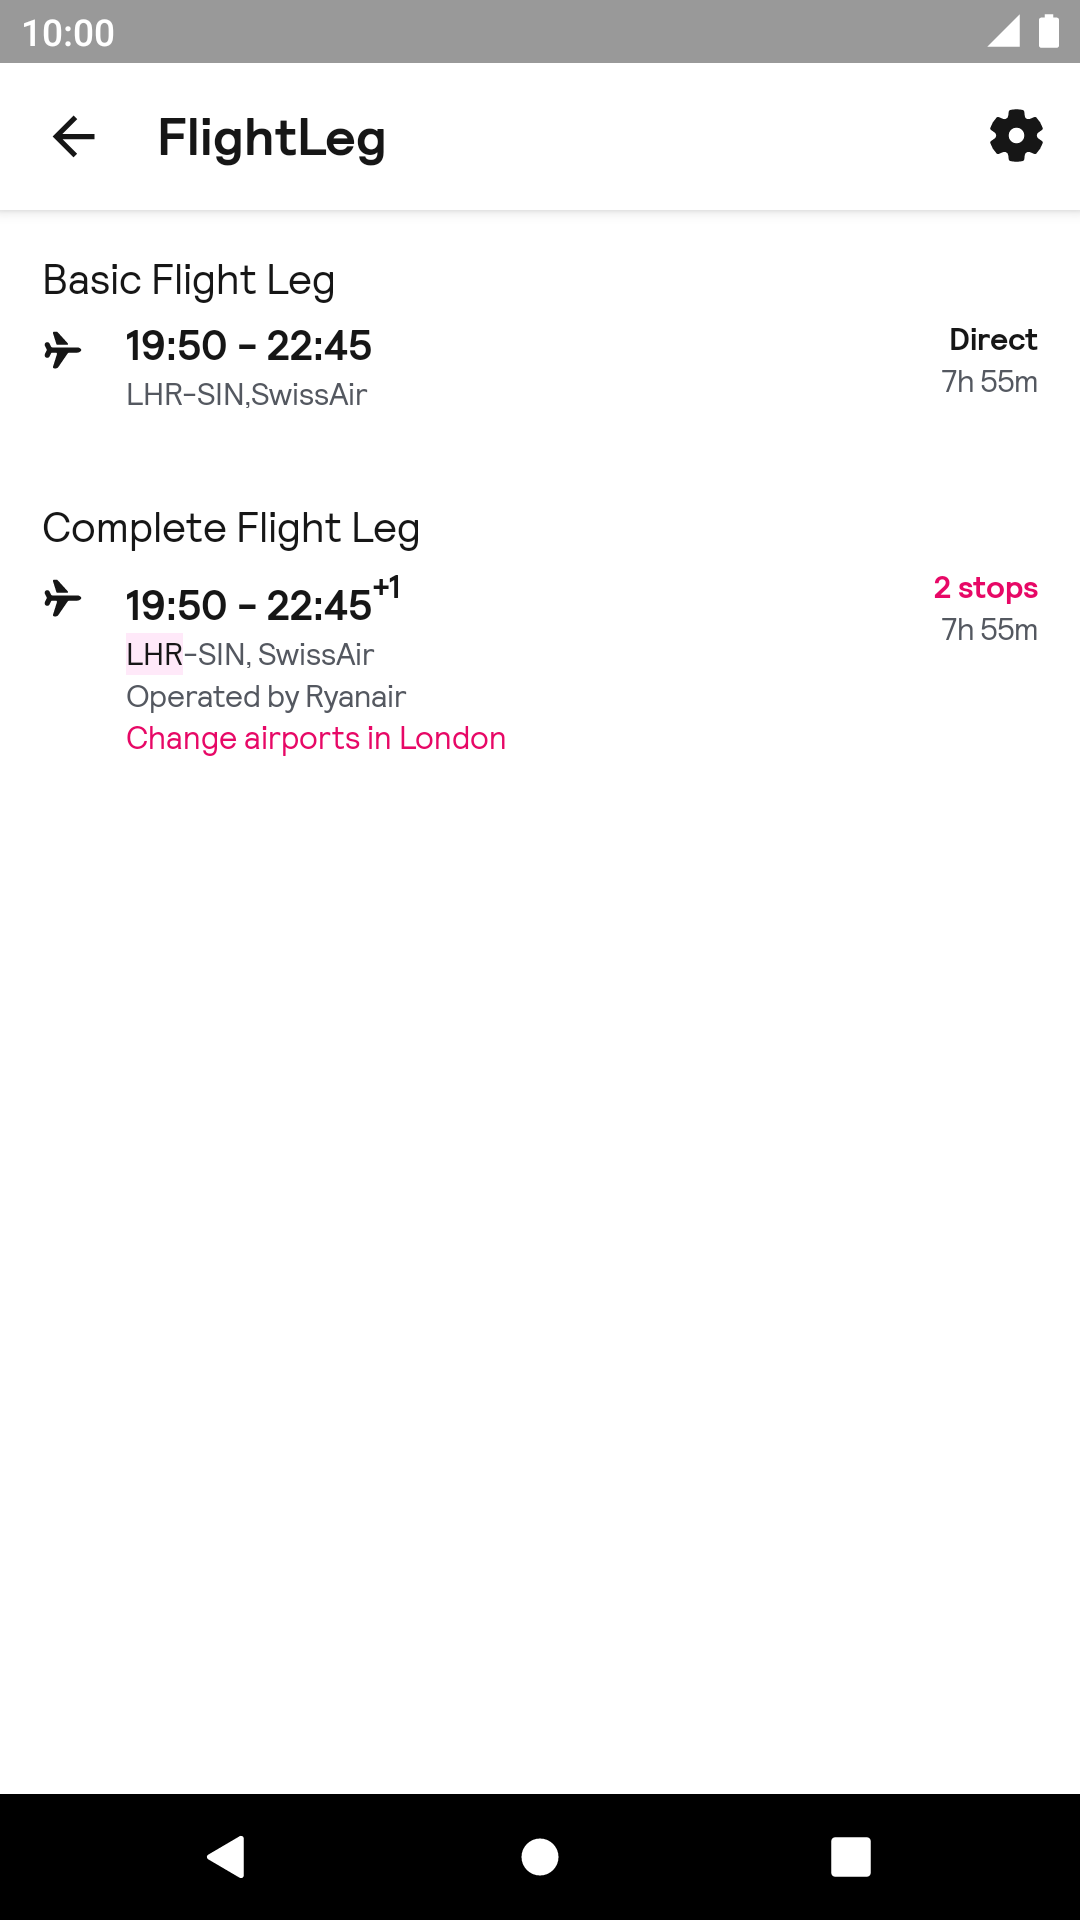 10:00
FlightLeg
Basic Flight Leg
19:50 - 22:45
Direct
LHR-SIN,SwissAir
7h 55m
Complete Flight Leg
19:50 - 22:45+1
2 stops
LHR-SIN, SwissAir
7h 55m
Operated by Ryanair
Change airports in London